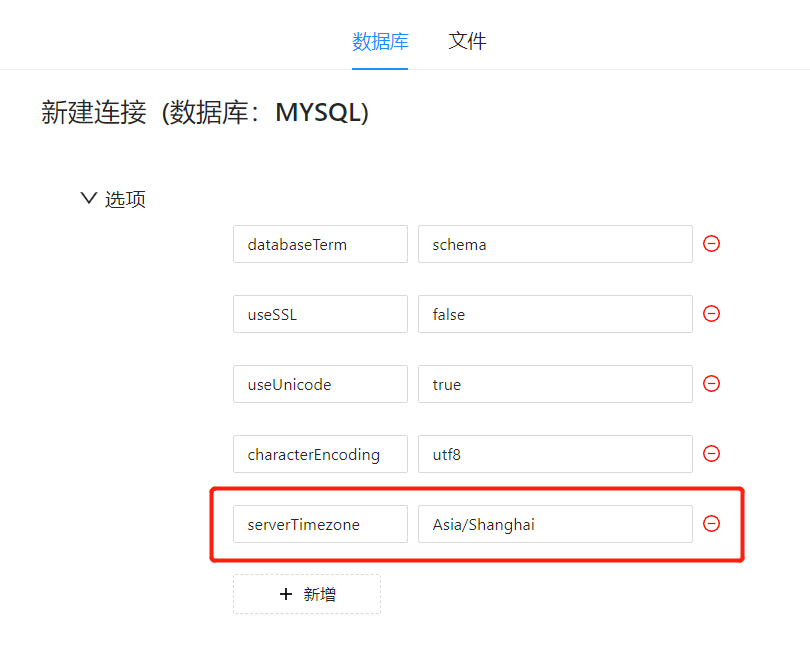 数据库 文件
新建连接 (数据库：MYSQL)
选项
databaseTerm schema
useSSL false
useUnicode true
characterEncoding utf8
serverTimezone Asia/Shanghai
+ 新增